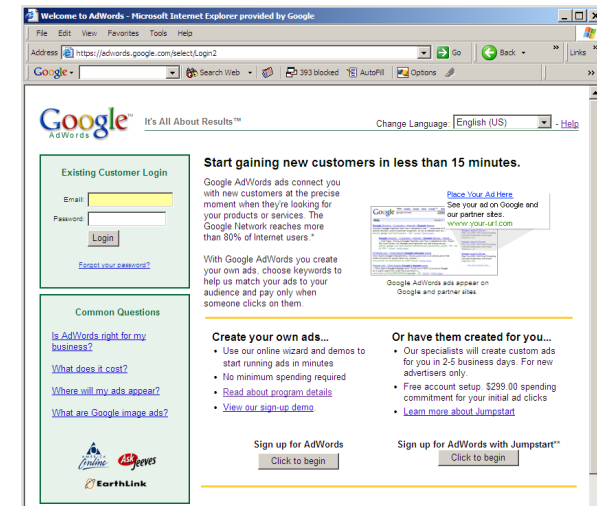 Welcome to AdWords - Microsoft Internet Explorer provided by Google
File Edit View Favorites Tools Help
Address https://adwords.google.com/select/Login2 Go Back » Links »
Google Search Web 393 blocked AutoFill Options »
Google™
AdWords
It's All About Results™
Change Language: English (US) - Help
Existing Customer Login
Email:
Password:
Login
Forgot your password?
Common Questions
Is AdWords right for my
business?
What does it cost?
Where will my ads appear?
What are Google image ads?
AMERICA
Online
Ask Jeeves
EarthLink
Start gaining new customers in less than 15 minutes.
Google AdWords ads connect you
with new customers at the precise
moment when they're looking for
your products or services. The
Google Network reaches more
than 80% of Internet users.*
With Google AdWords you create
your own ads, choose keywords to
help us match your ads to your
audience and pay only when
someone clicks on them.
Google
Place Your Ad Here
See your ad on Google and
our partner sites.
www.your-url.com
Google AdWords ads appear on
Google and partner sites.
Create your own ads...
• Use our online wizard and demos to
start running ads in minutes
• No minimum spending required
• Read about program details
• View our sign-up demo
Sign up for AdWords
Click to begin
Or have them created for you...
• Our specialists will create custom ads
for you in 2-5 business days. For new
advertisers only.
• Free account setup. $299.00 spending
commitment for your initial ad clicks
• Learn more about Jumpstart
Sign up for AdWords with Jumpstart**
Click to begin